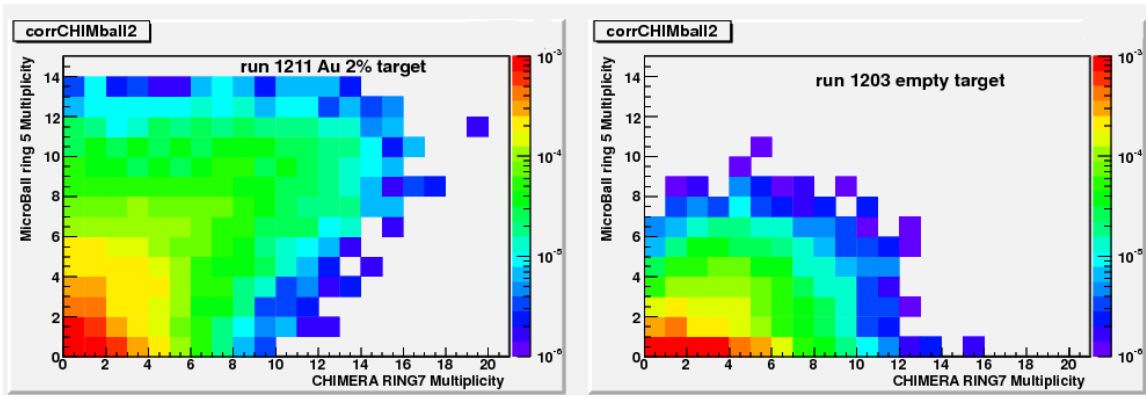 corrCHIMball2
run 1211 Au 2% target
MicroBall ring 5 Multiplicity
14
12
10
8
6
4
2
0
0 2 4 6 8 10 12 14 16 18 20
CHIMERA RING7 Multiplicity
10⁻³
10⁻⁴
10⁻⁵
10⁻⁶
corrCHIMball2
run 1203 empty target
MicroBall ring 5 Multiplicity
14
12
10
8
6
4
2
0
0 2 4 6 8 10 12 14 16 18 20
CHIMERA RING7 Multiplicity
10⁻³
10⁻⁴
10⁻⁵
10⁻⁶